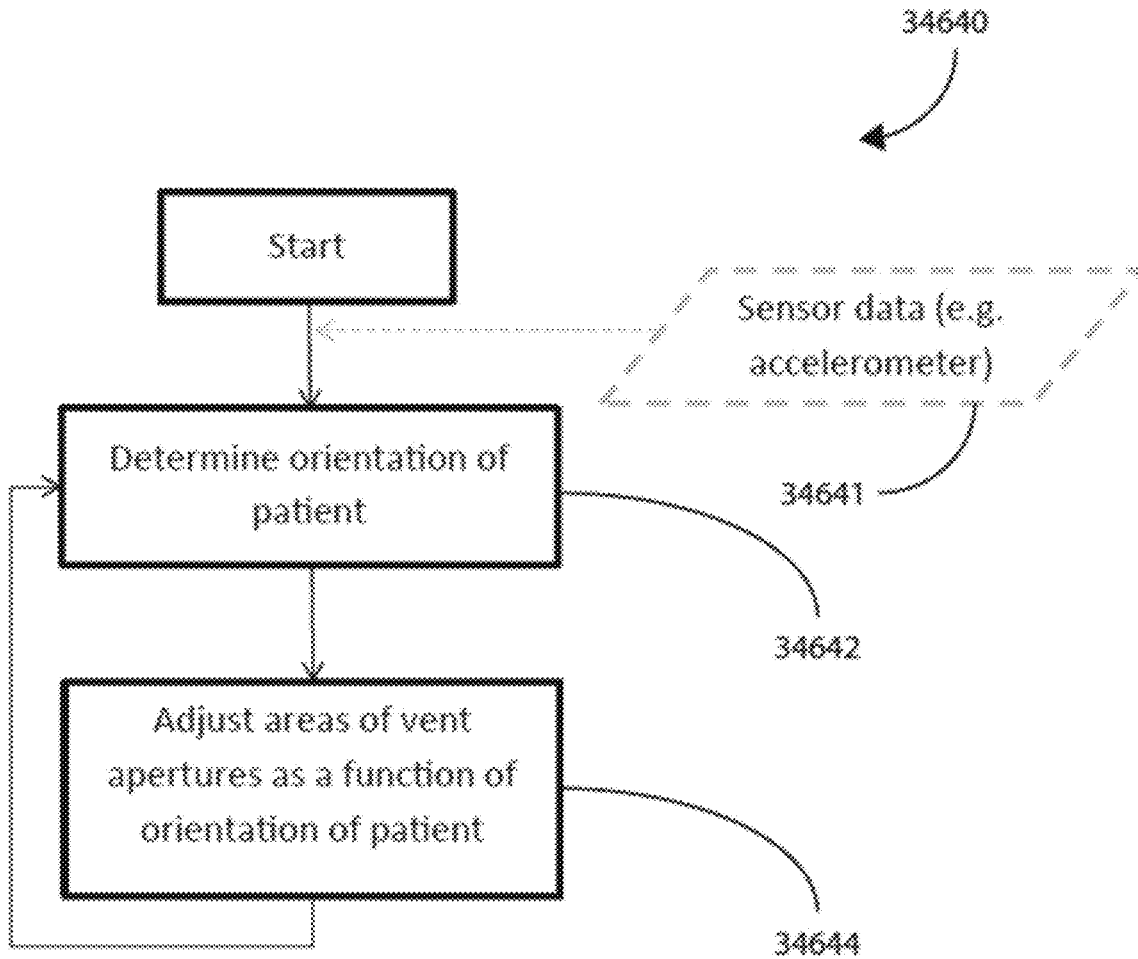 34640
Start
Sensor data (e.g.
accelerometer)
Determine orientation of
patient
34641
34642
Adjust areas of vent
apertures as a function of
orientation of patient
34644